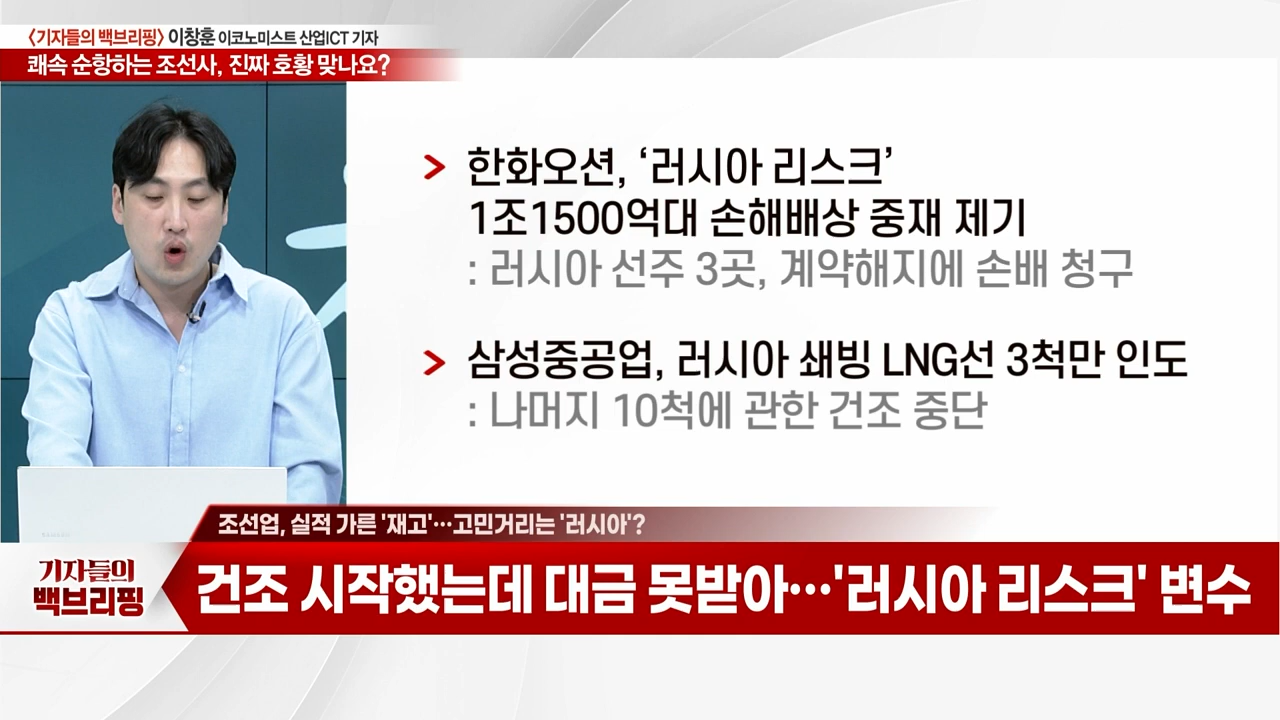 〈기자들의 백브리핑〉 이창훈 이코노미스트 산업ICT 기자
쾌속 순항하는 조선사, 진짜 호황 맞나요?
> 한화오션, ‘러시아 리스크’
1조1500억대 손해배상 중재 제기
: 러시아 선주 3곳, 계약해지에 손배 청구
> 삼성중공업, 러시아 쇄빙 LNG선 3척만 인도
: 나머지 10척에 관한 건조 중단
SAMSUNG
조선업, 실적 가른 '재고'…고민거리는 '러시아'?
기자들의
백브리핑
건조 시작했는데 대금 못받아…'러시아 리스크' 변수